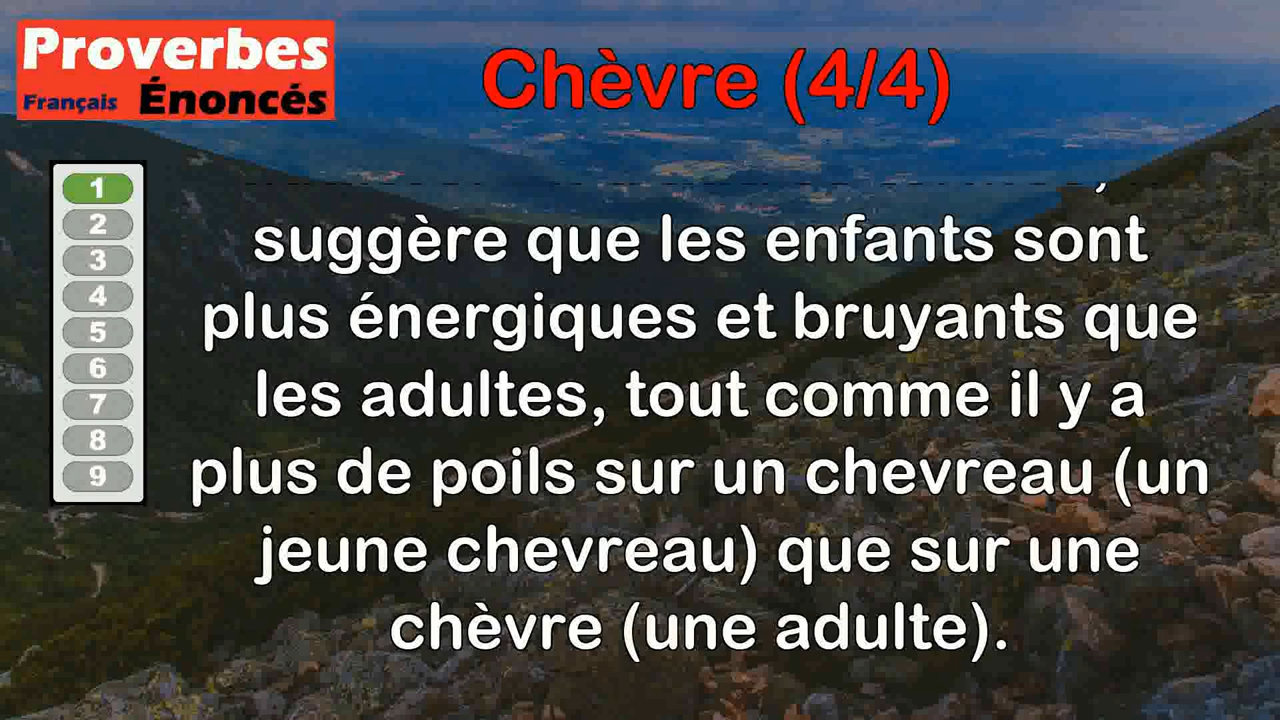 Proverbes
Français Énoncés
Chèvre (4/4)
1
2
3
4
5
6
7
8
9
suggère que les enfants sont
plus énergiques et bruyants que
les adultes, tout comme il y a
plus de poils sur un chevreau (un
jeune chevreau) que sur une
chèvre (une adulte).